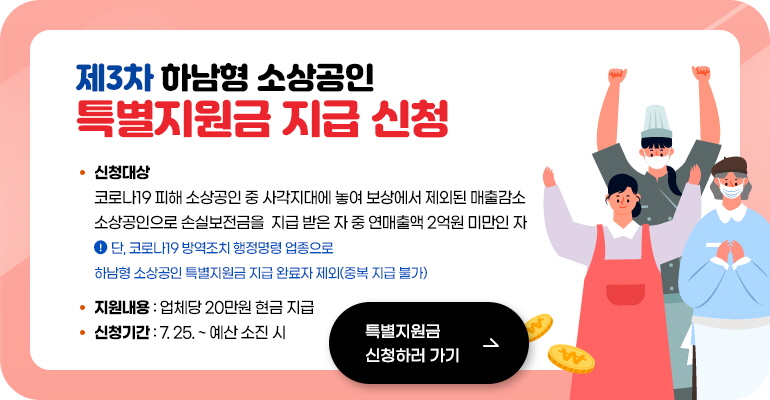 제3차 하남형 소상공인
특별지원금 지급 신청
• 신청대상
코로나19 피해 소상공인 중 사각지대에 놓여 보상에서 제외된 매출감소
소상공인으로 손실보전금을 지급 받은 자 중 연매출액 2억원 미만인 자
! 단, 코로나19 방역조치 행정명령 업종으로
하남형 소상공인 특별지원금 지급 완료자 제외(중복 지급 불가)
• 지원내용 : 업체당 20만원 현금 지급
• 신청기간 : 7. 25. ~ 예산 소진 시
특별지원금
신청하러 가기